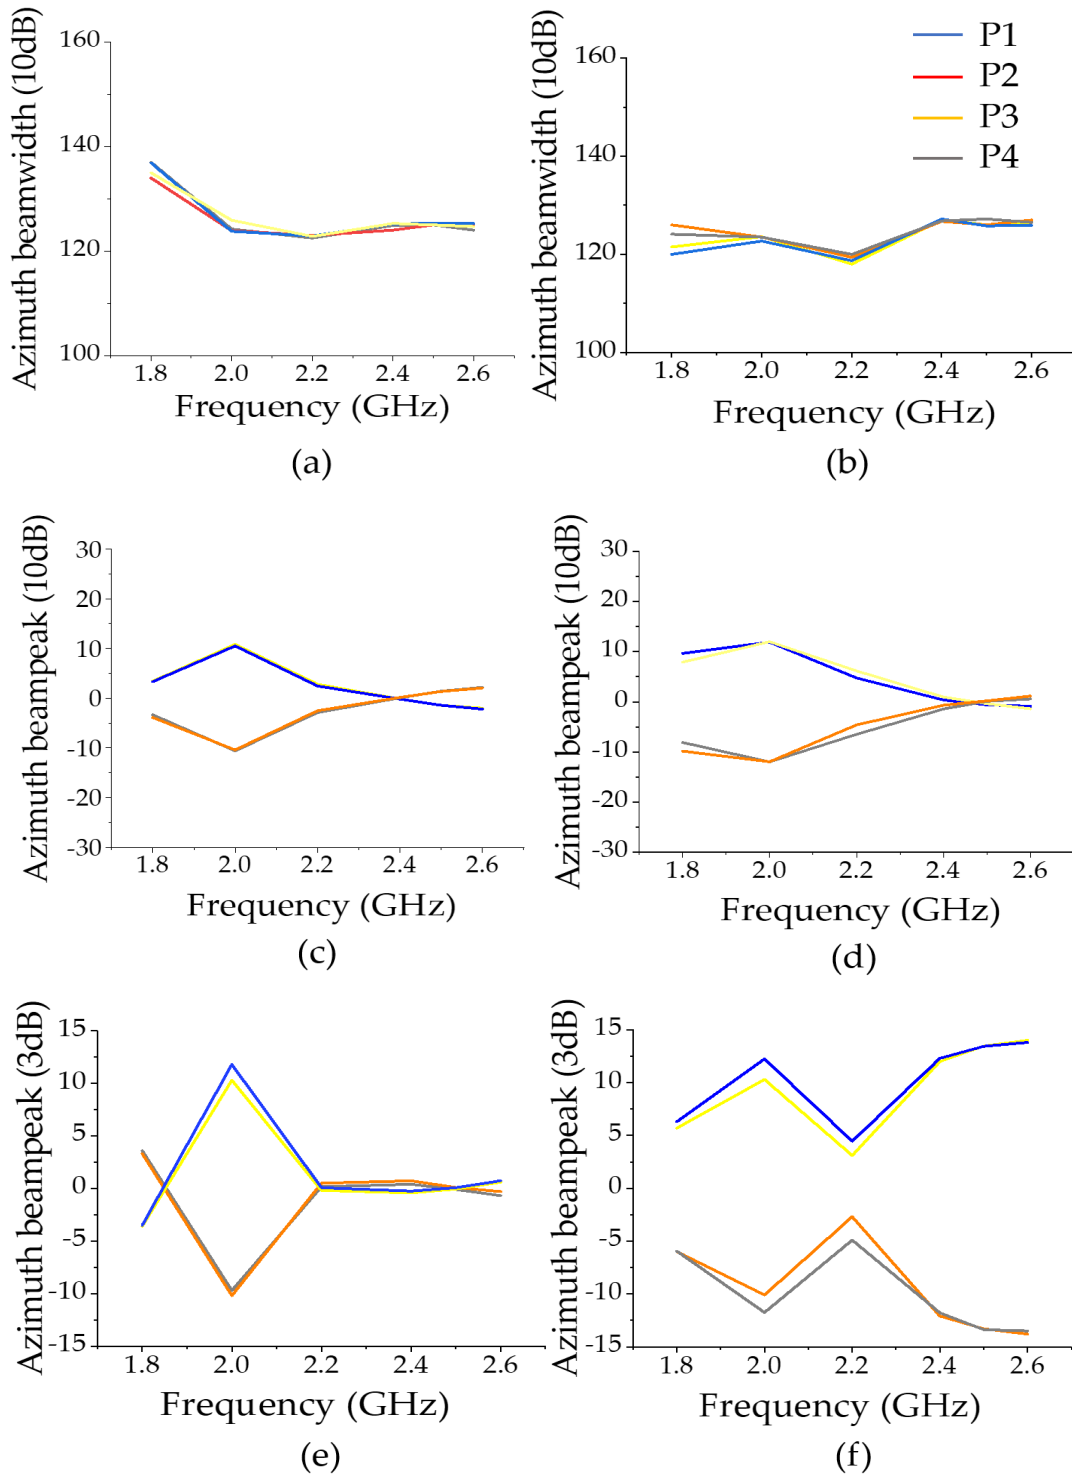 Azimuth beamwidth (10dB)
160
140
120
100
1.8 2.0 2.2 2.4 2.6
Frequency (GHz)
(a)
Azimuth beamwidth (10dB)
160
140
120
100
1.8 2.0 2.2 2.4 2.6
Frequency (GHz)
(b)
P1
P2
P3
P4
Azimuth beampeak (10dB)
30
20
10
0
-10
-20
-30
1.8 2.0 2.2 2.4 2.6
Frequency (GHz)
(c)
Azimuth beampeak (10dB)
30
20
10
0
-10
-20
-30
1.8 2.0 2.2 2.4 2.6
Frequency (GHz)
(d)
Azimuth beampeak (3dB)
15
10
5
0
-5
-10
-15
1.8 2.0 2.2 2.4 2.6
Frequency (GHz)
(e)
Azimuth beampeak (3dB)
15
10
5
0
-5
-10
-15
1.8 2.0 2.2 2.4 2.6
Frequency (GHz)
(f)